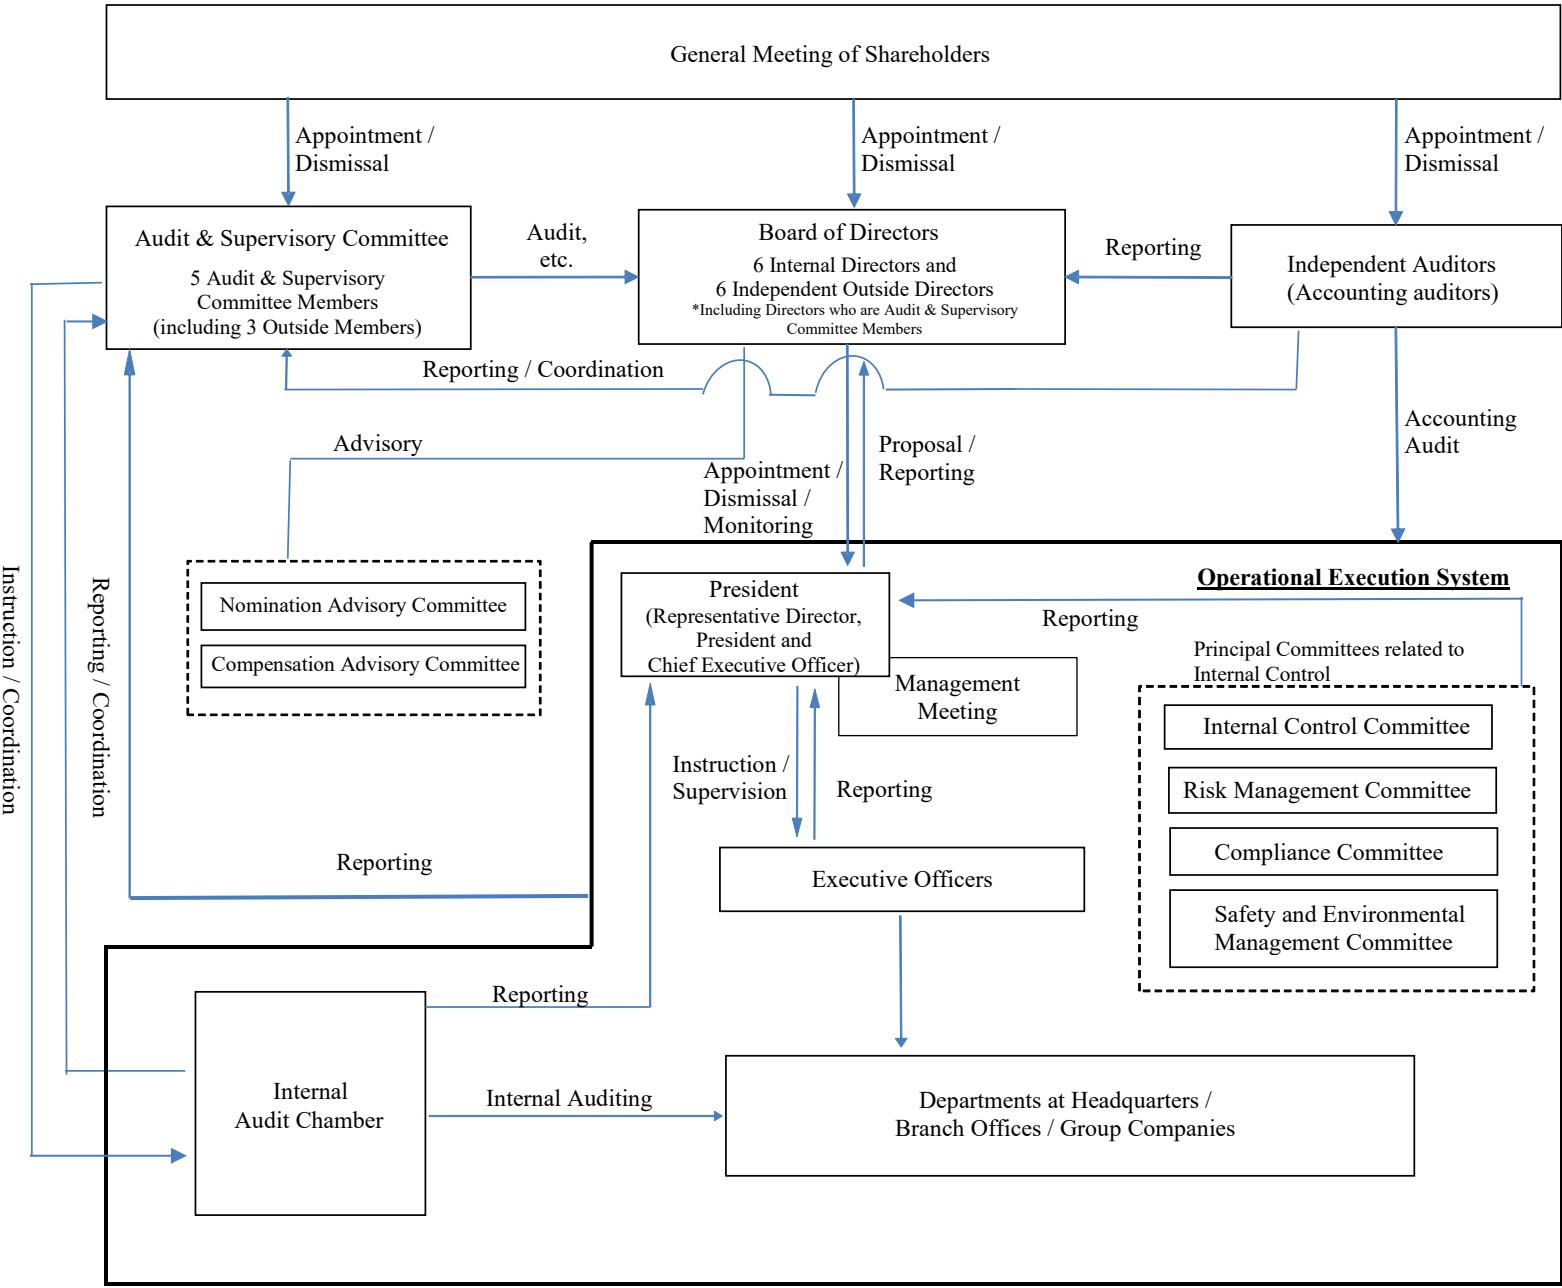 General Meeting of Shareholders
Appointment /
Dismissal
Appointment /
Dismissal
Appointment /
Dismissal
Audit & Supervisory Committee
5 Audit & Supervisory
Committee Members
(including 3 Outside Members)
Audit,
etc.
Board of Directors
6 Internal Directors and
6 Independent Outside Directors
*Including Directors who are Audit & Supervisory
Committee Members
Reporting
Independent Auditors
(Accounting auditors)
Reporting / Coordination
Advisory
Appointment /
Dismissal /
Monitoring
Proposal /
Reporting
Accounting
Audit
Instruction / Coordination
Reporting / Coordination
Nomination Advisory Committee
Compensation Advisory Committee
Operational Execution System
President
(Representative Director,
President and
Chief Executive Officer)
Reporting
Management
Meeting
Principal Committees related to
Internal Control
Internal Control Committee
Risk Management Committee
Compliance Committee
Safety and Environmental
Management Committee
Instruction /
Supervision
Reporting
Reporting
Executive Officers
Reporting
Internal
Audit Chamber
Internal Auditing
Departments at Headquarters /
Branch Offices / Group Companies